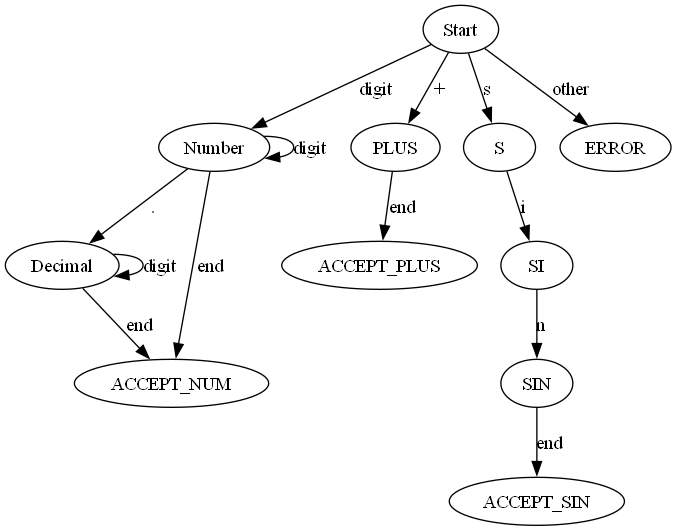 Start
digit
+
s
other
Number
digit
PLUS
S
ERROR
.
end
i
Decimal
digit
end
ACCEPT_PLUS
SI
end
n
ACCEPT_NUM
SIN
end
ACCEPT_SIN